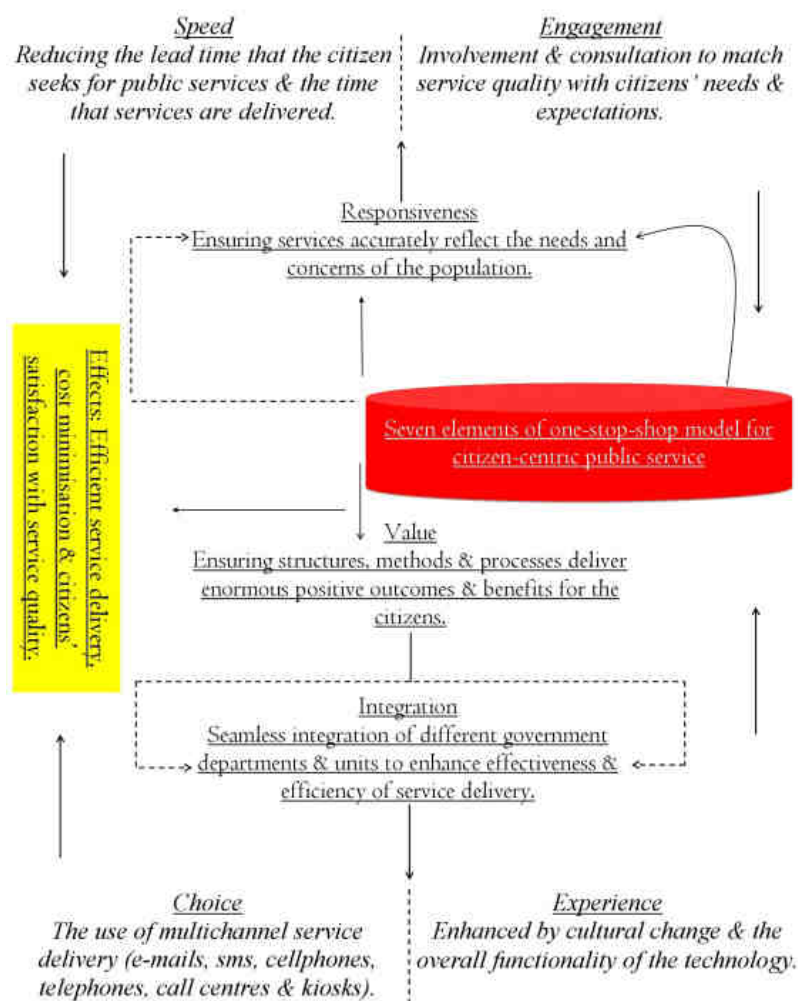 Speed
Reducing the lead time that the citizen
seeks for public services & the time
that services are delivered.
Engagement
Involvement & consultation to match
service quality with citizens' needs &
expectations.
Responsiveness
Ensuring services accurately reflect the needs and
concerns of the population.
Effects: Efficient service delivery,
cost minimisation & citizens'
satisfaction with service quality.
Seven elements of one-stop-shop model for
citizen-centric public service
Value
Ensuring structures, methods & processes deliver
enormous positive outcomes & benefits for the
citizens.
Integration
Seamless integration of different government
departments & units to enhance effectiveness &
efficiency of service delivery.
Choice
The use of multichannel service
delivery (e-mails, sms, cellphones,
telephones, call centres & kiosks).
Experience
Enhanced by cultural change & the
overall functionality of the technology.